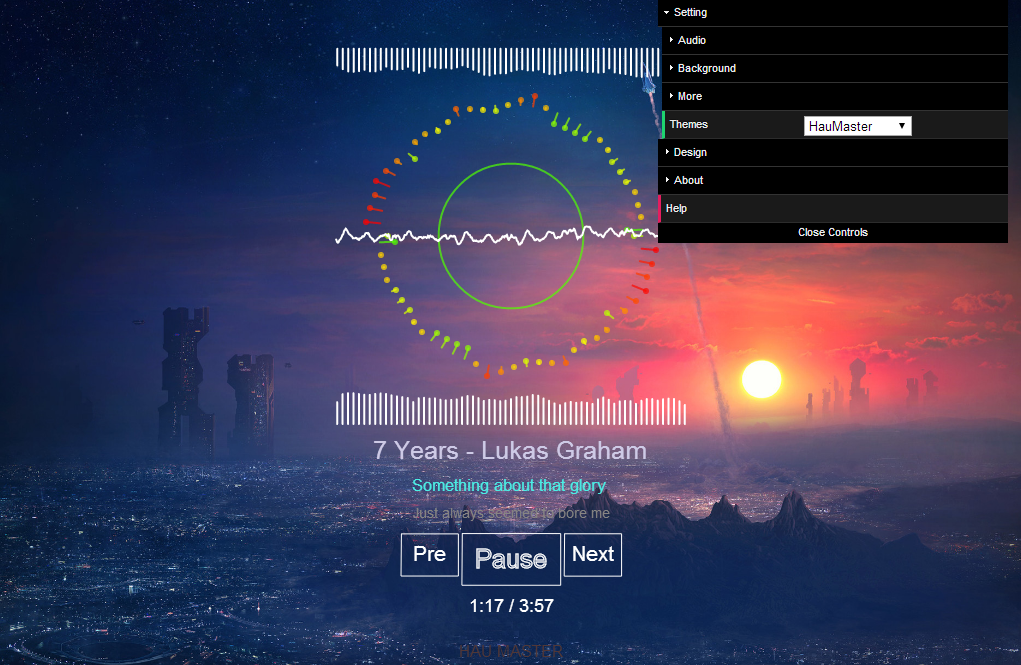 Setting
Audio
Background
More
Themes HauMaster
Design
About
Help
Close Controls
7 Years - Lukas Graham
Something about that glory
Just always seemed to bore me
Pre Pause Next
1:17 / 3:57
HAU MASTER